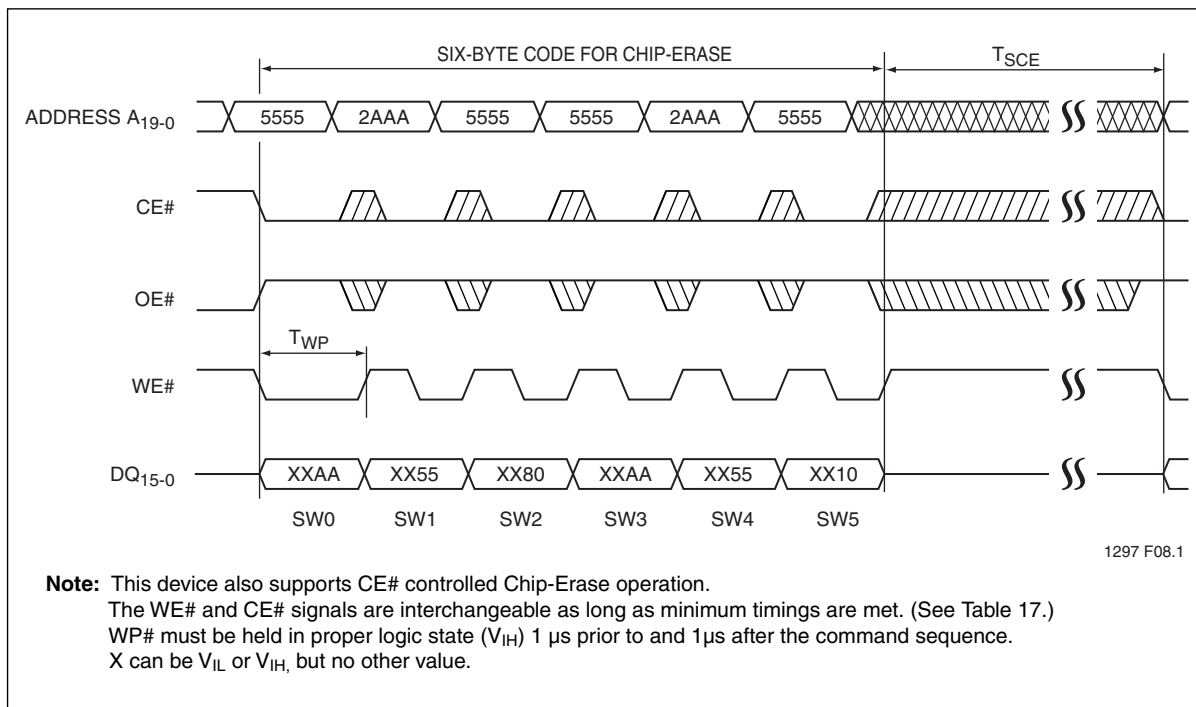 SIX-BYTE CODE FOR CHIP-ERASE TSCE
ADDRESS A19-0 5555 2AAA 5555 5555 2AAA 5555
CE#
OE#
TWP
WE#
DQ15-0 XXAA XX55 XX80 XXAA XX55 XX10
SW0 SW1 SW2 SW3 SW4 SW5
1297 F08.1
Note: This device also supports CE# controlled Chip-Erase operation.
The WE# and CE# signals are interchangeable as long as minimum timings are met. (See Table 17.)
WP# must be held in proper logic state (VIH) 1 µs prior to and 1µs after the command sequence.
X can be VIL or VIH, but no other value.